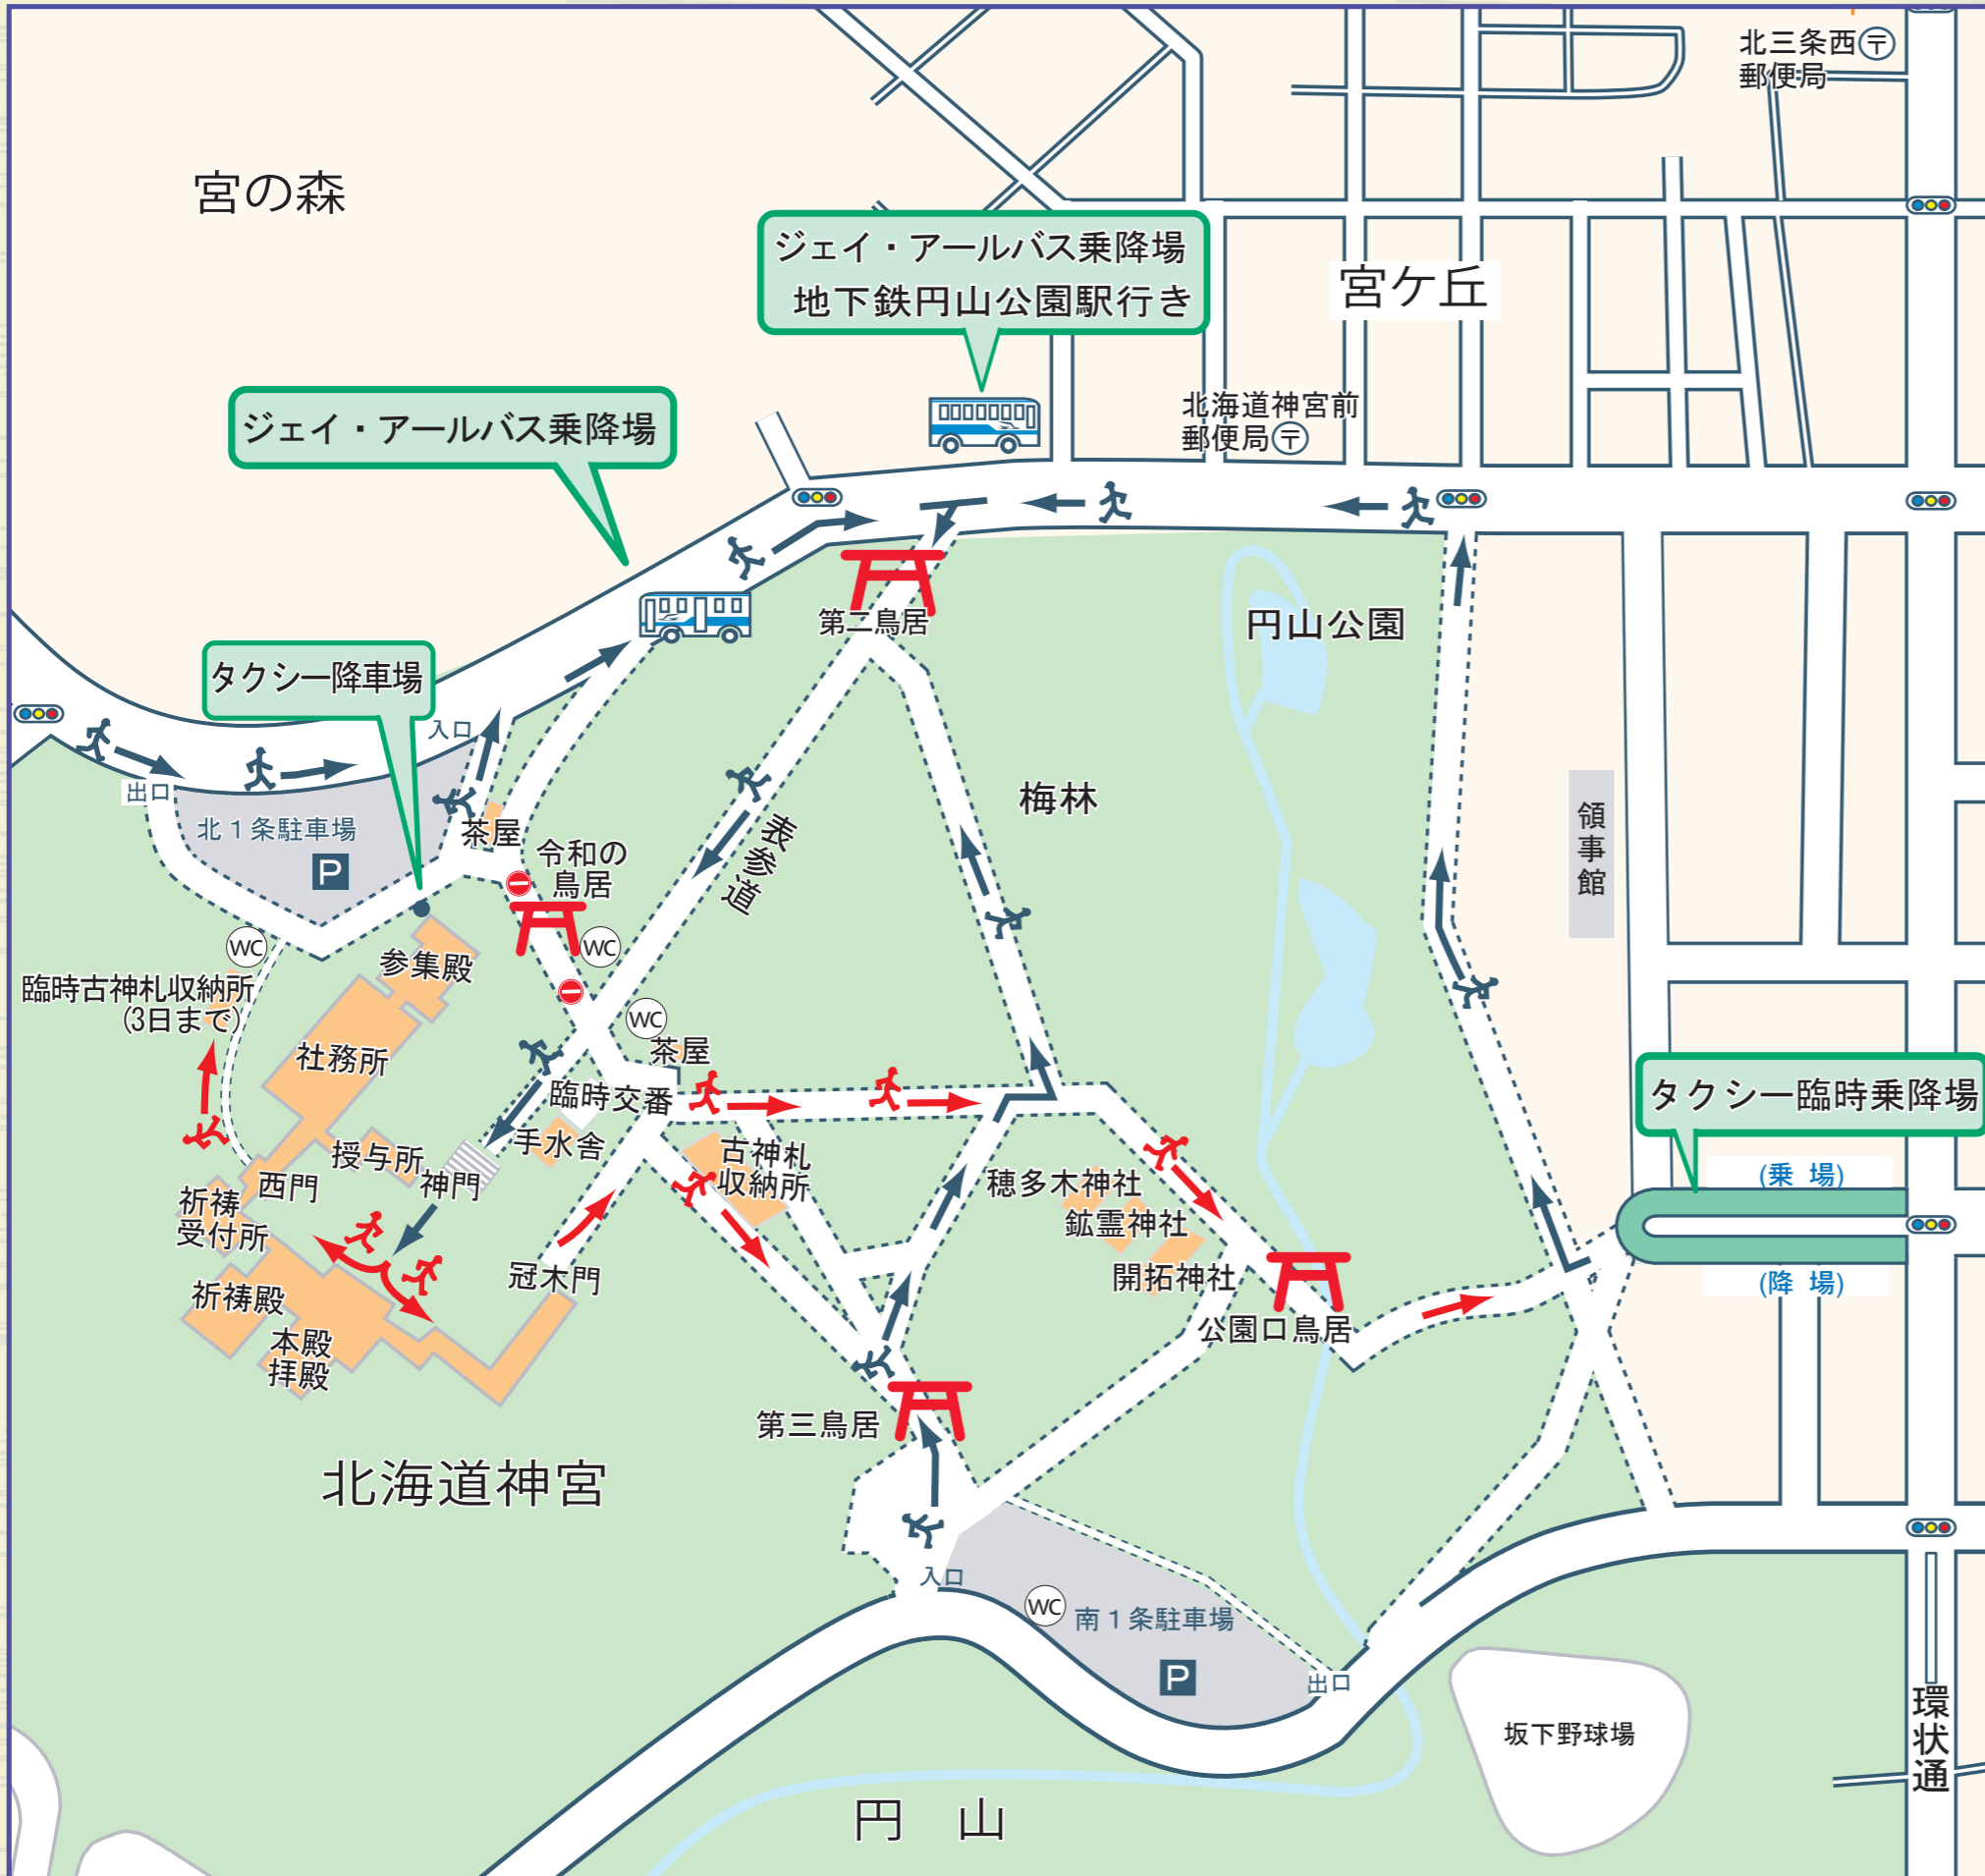 北三条西〒
郵便局
宮の森
ジェイ・アールバス乗降場
地下鉄円山公園駅行き
宮ケ丘
ジェイ・アールバス乗降場
北海道神宮前
郵便局〒
第二鳥居
円山公園
タクシー降車場
入口
出口
北1条駐車場
P
茶屋
令和の
鳥居
表参道
梅林
領事館
WC
WC
参集殿
臨時古神札収納所
(3日まで)
WC
茶屋
社務所
臨時交番
タクシー臨時乗降場
手水舎
古神札
収納所
授与所
神門
西門
穂多木神社
(乗 場)
祈祷
受付所
鉱霊神社
冠木門
開拓神社
(降 場)
祈祷殿
公園口鳥居
本殿
拝殿
第三鳥居
北海道神宮
入口
WC
南1条駐車場
P
出口
坂下野球場
環状通
円 山